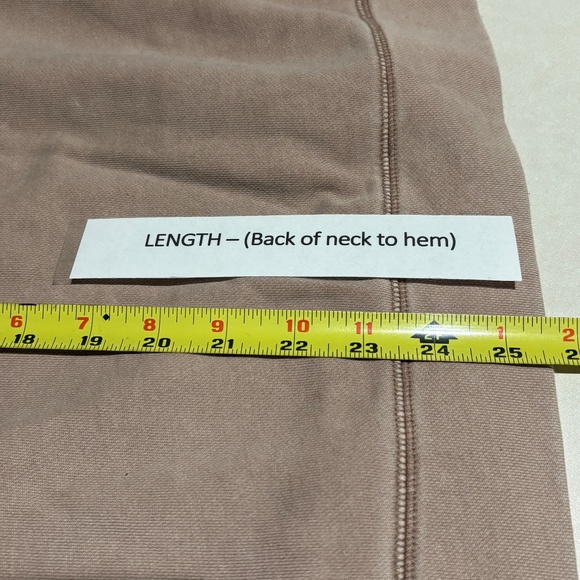 LENGTH – (Back of neck to hem)
6 7 8 9 10 11 1 2
18 19 20 21 22 23 24 25